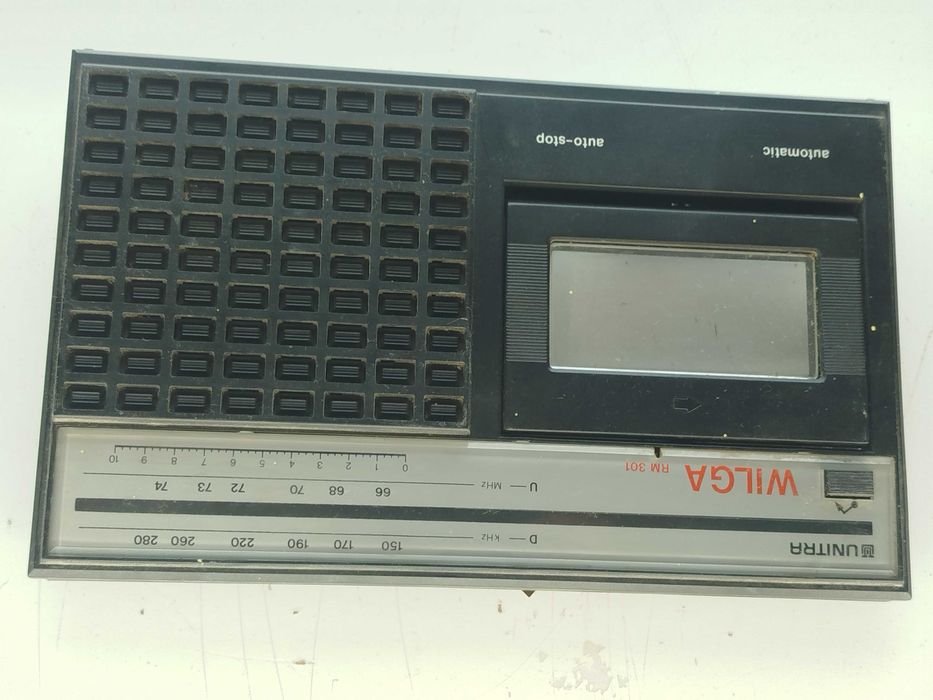 UNITRA
D — kHz 150 170 190 220 260 280
U — MHz 66 68 70 72 73 74
WILGA RM 301
0 1 2 3 4 5 6 7 8 9 10
automatic auto-stop